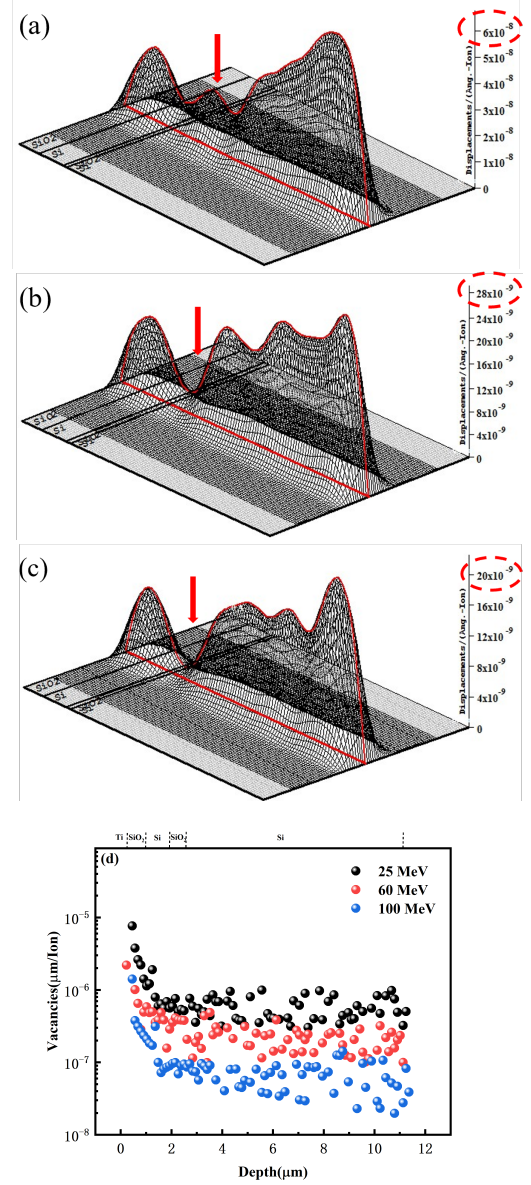 (a)
6x10-8
5x10-8
4x10-8
3x10-8
2x10-8
1x10-8
0
Displacements/(Ang.-Ion)
SiO2
Si
SiO2
(b)
28x10-9
24x10-9
20x10-9
16x10-9
12x10-9
8x10-9
4x10-9
0
Displacements/(Ang.-Ion)
SiO2
Si
SiO2
(c)
20x10-9
16x10-9
12x10-9
8x10-9
4x10-9
0
Displacements/(Ang.-Ion)
SiO2
Si
SiO2
Ti SiO2 Si SiO2 Si
(d)
25 MeV
60 MeV
100 MeV
10-5
10-6
10-7
10-8
Vacancies(μm/Ion)
0 2 4 6 8 10 12
Depth(μm)